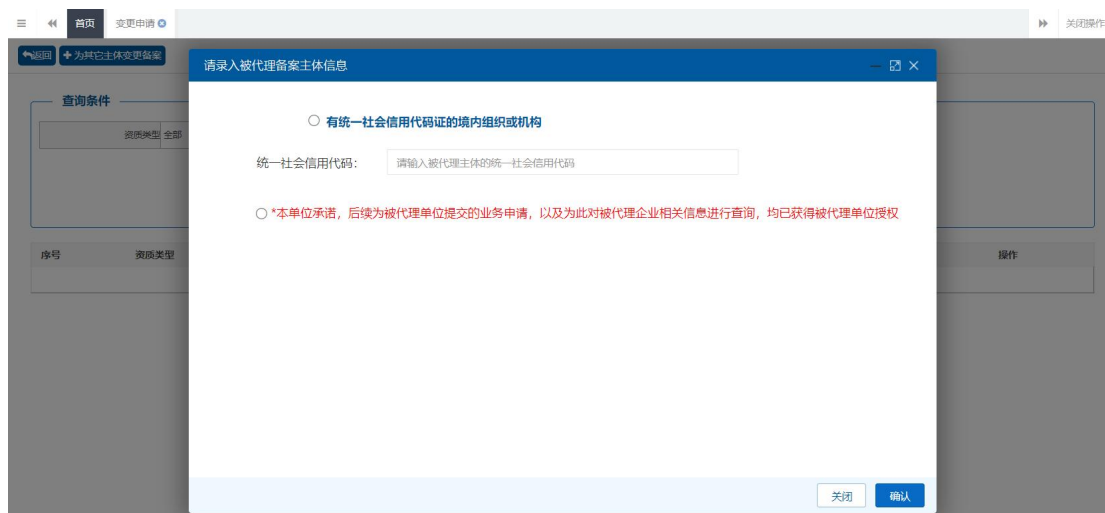 首页
变更申请
关闭操作
返回
为其它主体变更备案
请录入被代理备案主体信息
查询条件
有统一社会信用代码证的境内组织或机构
资质类型 全部
统一社会信用代码：
请输入被代理主体的统一社会信用代码
*本单位承诺，后续为被代理单位提交的业务申请，以及为此对被代理企业相关信息进行查询，均已获得被代理单位授权
序号
资质类型
操作
关闭
确认